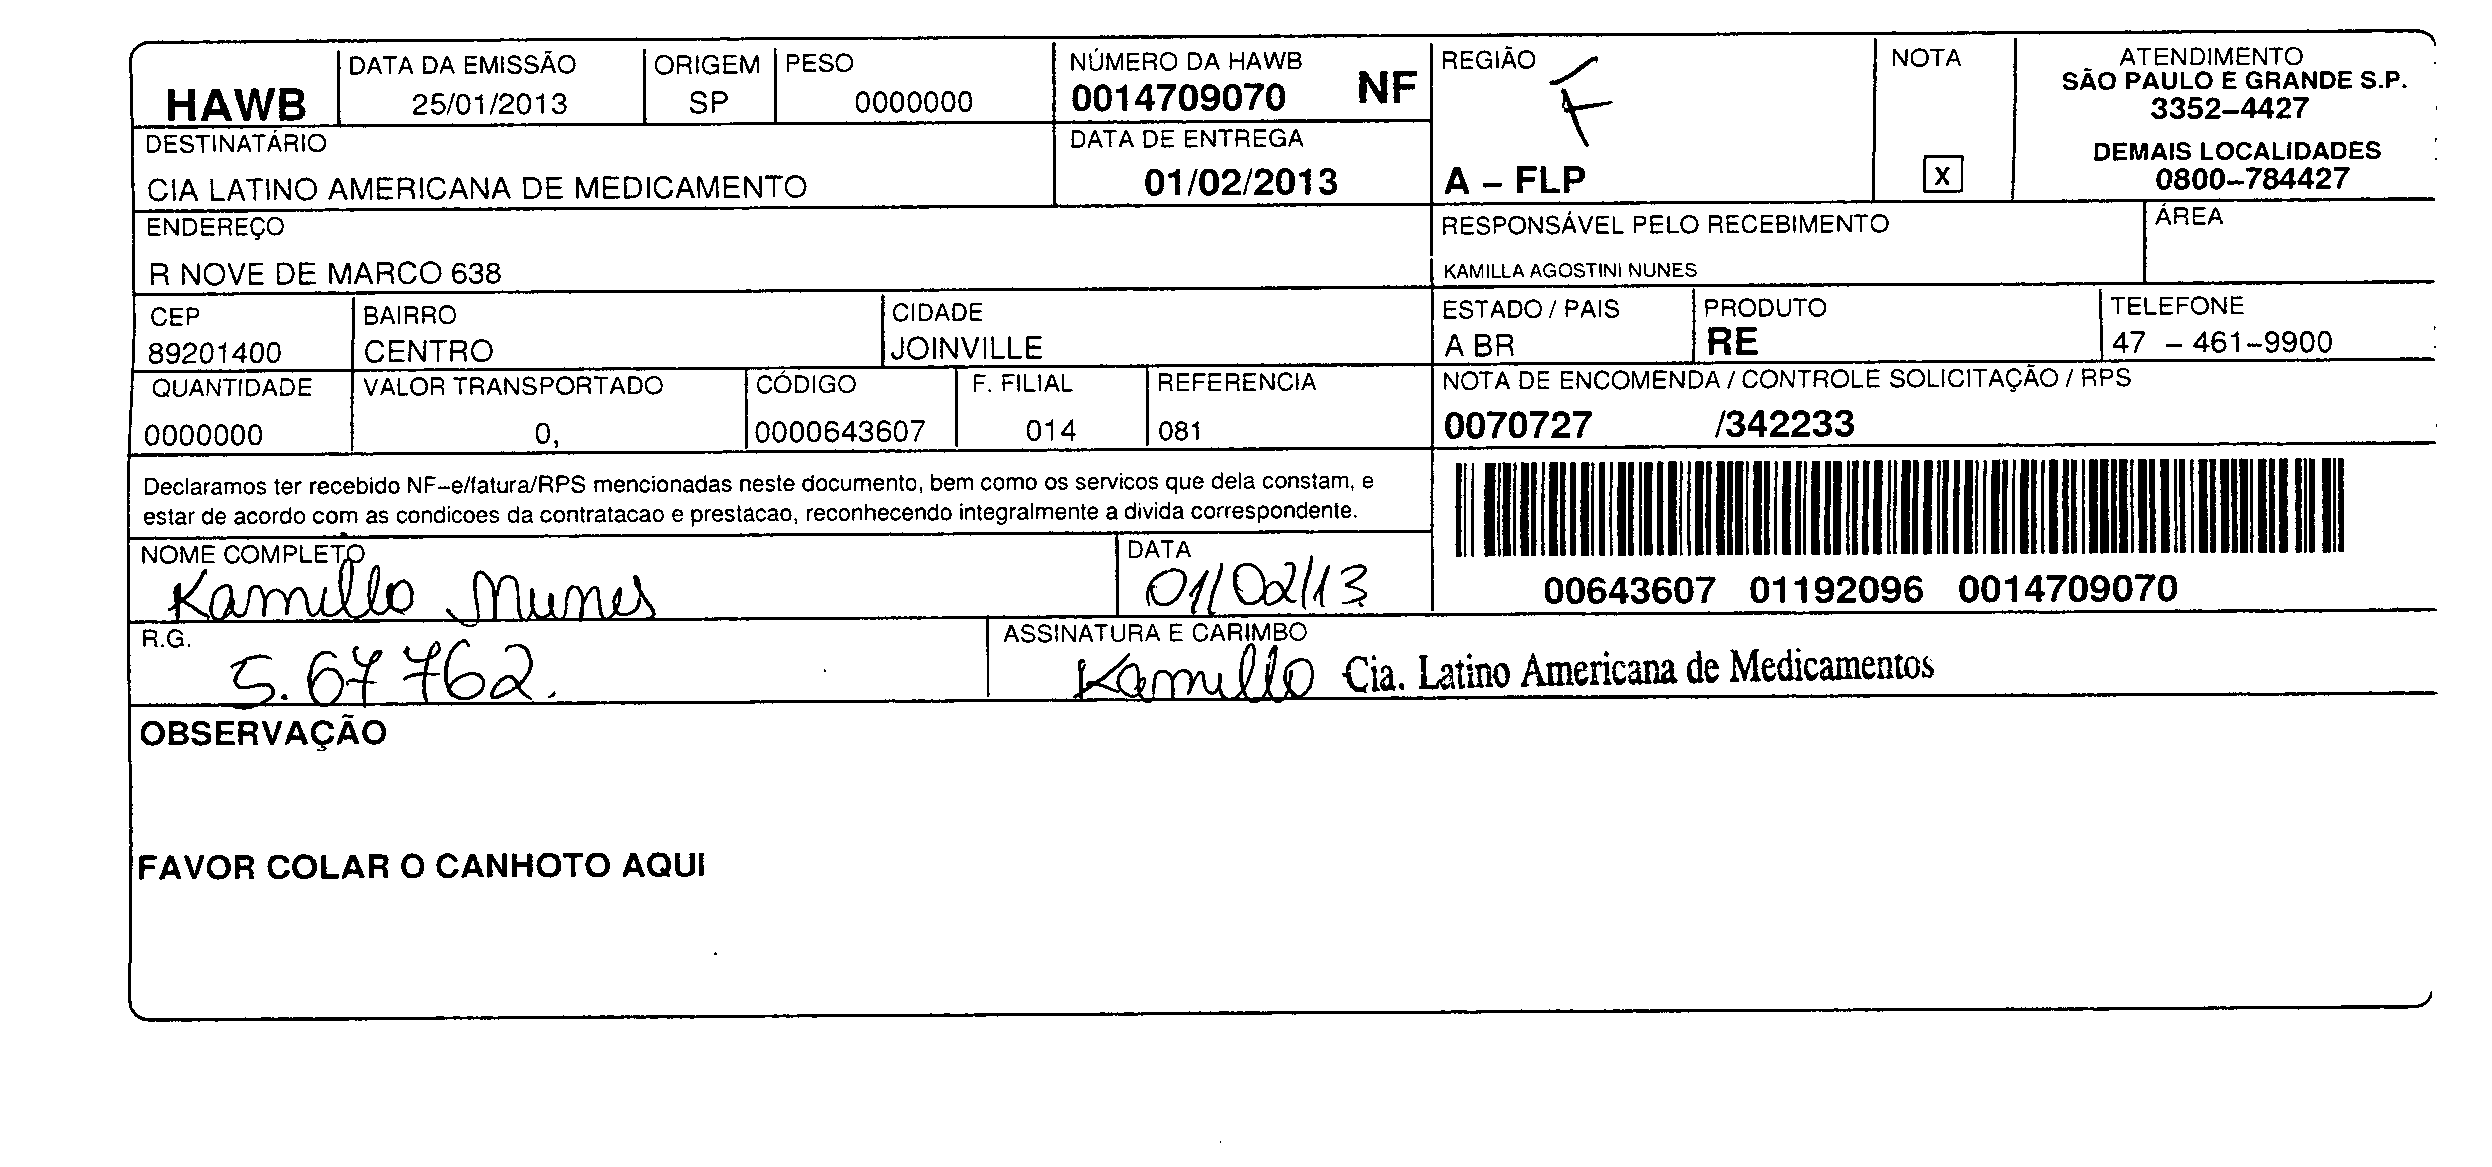 HAWB
DATA DA EMISSÃO
25/01/2013
ORIGEM
SP
PESO
0000000
NÚMERO DA HAWB
0014709070 NF
REGIÃO
A – FLP
NOTA
X
ATENDIMENTO
SÃO PAULO E GRANDE S.P.
3352–4427
DEMAIS LOCALIDADES
0800–784427
DESTINATÁRIO
CIA LATINO AMERICANA DE MEDICAMENTO
DATA DE ENTREGA
01/02/2013
ENDEREÇO
R NOVE DE MARCO 638
RESPONSÁVEL PELO RECEBIMENTO
KAMILLA AGOSTINI NUNES
ÁREA
CEP
89201400
BAIRRO
CENTRO
CIDADE
JOINVILLE
ESTADO / PAIS
A BR
PRODUTO
RE
TELEFONE
47 – 461–9900
QUANTIDADE
0000000
VALOR TRANSPORTADO
0,
CÓDIGO
0000643607
F. FILIAL
014
REFERENCIA
081
NOTA DE ENCOMENDA / CONTROLE SOLICITAÇÃO / RPS
0070727 /342233
Declaramos ter recebido NF–e/fatura/RPS mencionadas neste documento, bem como os servicos que dela constam, e
estar de acordo com as condicoes da contratacao e prestacao, reconhecendo integralmente a divida correspondente.
00643607 01192096 0014709070
NOME COMPLETO
Kamilla Nunes
DATA
01/02/13
R.G.
5.67762.
ASSINATURA E CARIMBO
Kamilla Cia. Latino Americana de Medicamentos
OBSERVAÇÃO
FAVOR COLAR O CANHOTO AQUI